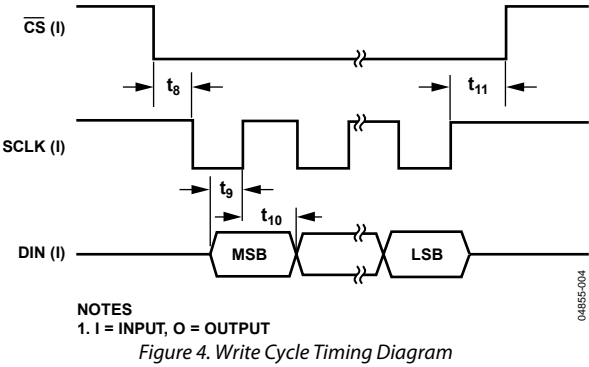 C̅S̅ (I)
t8
t11
SCLK (I)
t9
t10
DIN (I)
MSB
LSB
04855-004
NOTES
1. I = INPUT, O = OUTPUT
Figure 4. Write Cycle Timing Diagram